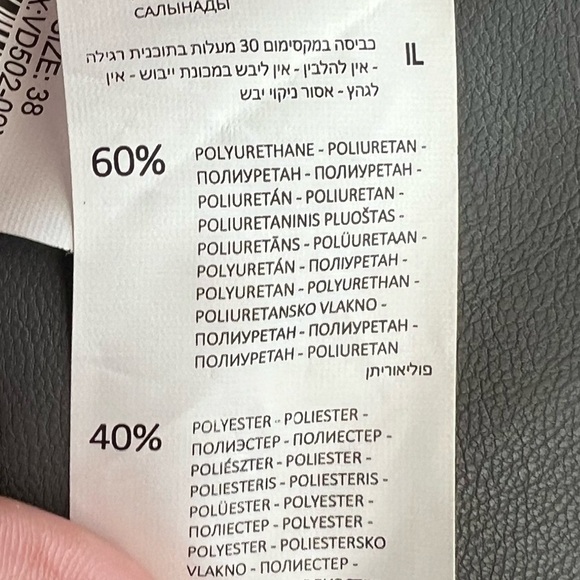 САЛЫНАДЫ
כביסה במקסימום 30 מעלות בתוכנית רגילה
- אין להלבין - אין ליבש במכונת ייבוש - אין
לגהץ - אסור ניקוי יבש
IL
60%
POLYURETHANE - POLIURETAN -
ПОЛИУРЕТАН - ПОЛИУРЕТАН -
POLIURETÁN - POLIURETAN -
POLIURETANINIS PLUOŠTAS -
POLIURETĀNS - POLÜURETAAN -
POLYURETÁN - ПОЛІУРЕТАН -
POLYURETAN - POLYURETHAN -
POLIURETANSKO VLAKNO -
ПОЛИУРЕТАН - ПОЛИУРЕТАН -
ПОЛИУРЕТАН - POLIURETAN
פוליאוריתן
40%
POLYESTER - POLIESTER -
ПОЛИЭСТЕР - ПОЛИЕСТЕР -
POLIÉSZTER - POLIESTER -
POLIESTERIS - POLIESTERIS -
POLÜESTER - POLYESTER -
ПОЛІЕСТЕР - POLYESTER -
POLYESTER - POLIESTERSKO
VLAKNO - ПОЛИЕСТЕР -
SIZE: 38